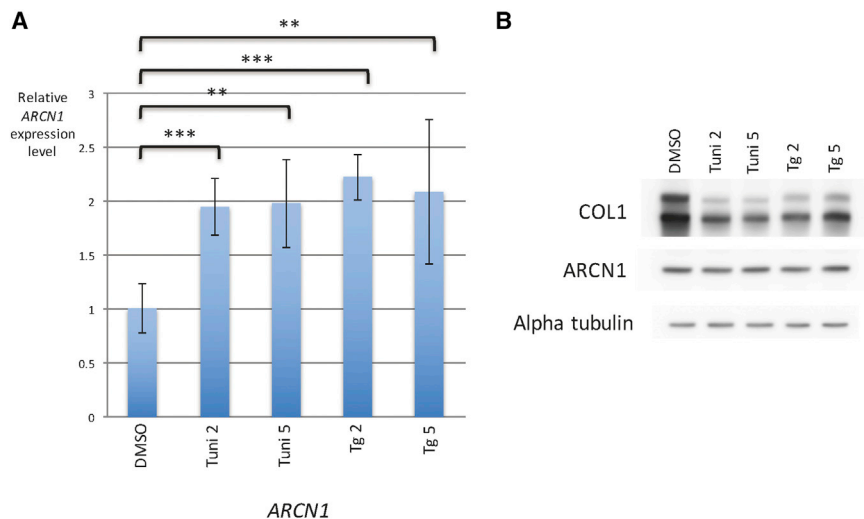 A
**
***
**
***
Relative
ARCN1
expression
level
3
2.5
2
1.5
1
0.5
0
DMSO
Tuni 2
Tuni 5
Tg 2
Tg 5
ARCN1
B
DMSO
Tuni 2
Tuni 5
Tg 2
Tg 5
COL1
ARCN1
Alpha tubulin